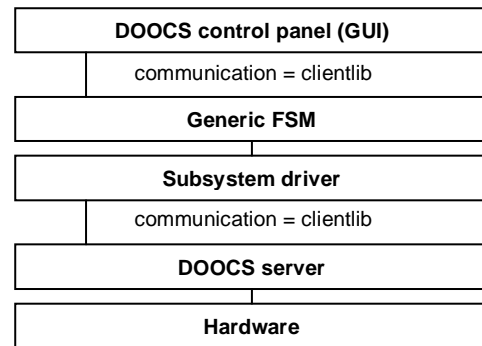 DOOCS control panel (GUI)
communication = clientlib
Generic FSM
Subsystem driver
communication = clientlib
DOOCS server
Hardware